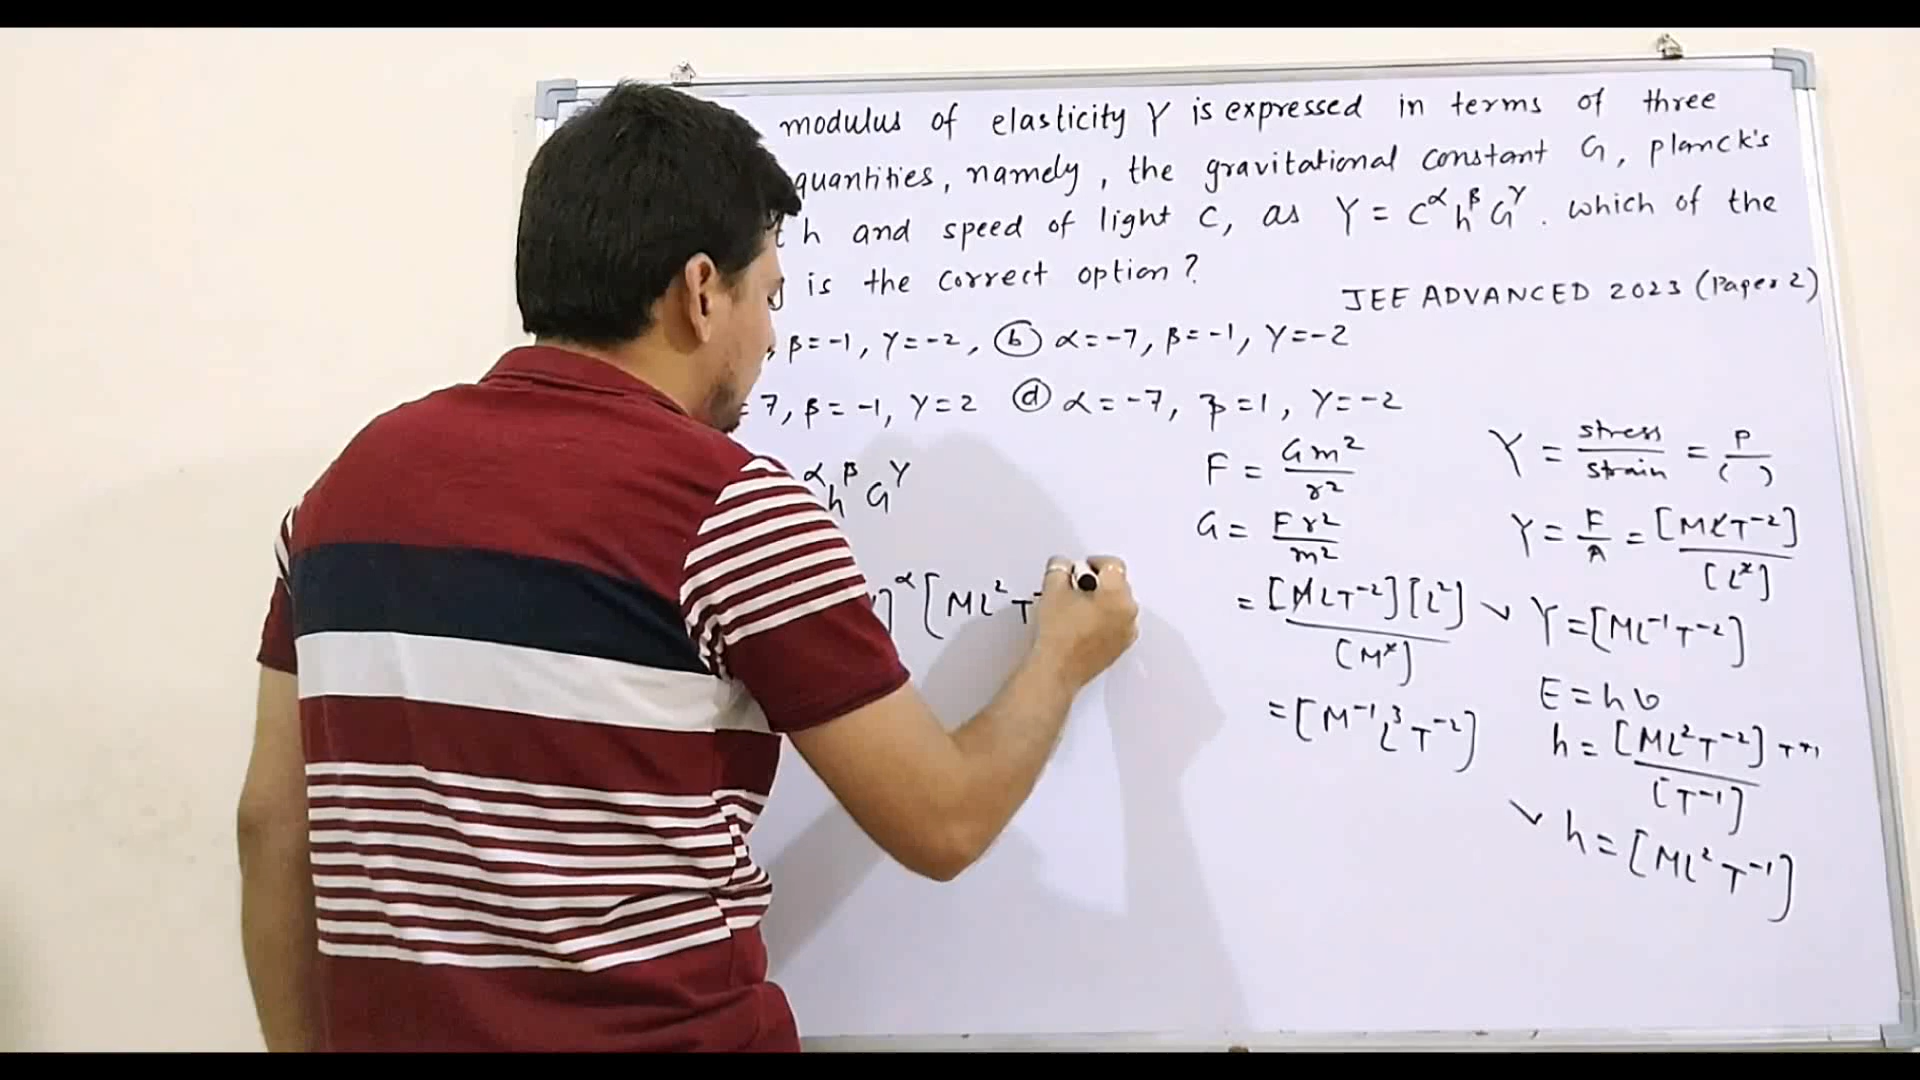 modulus of elasticity Y is expressed in terms of three
quantities, namely, the gravitational constant G, planck's
t h and speed of light C, as Y = C^α h^β G^γ. which of the
g is the correct option?
JEE ADVANCED 2023 (Paper 2)
, β=-1, γ=-2, (b) α=-7, β=-1, γ=-2
= 7, β=-1, γ=2 (d) α=-7, β=1, γ=-2
α h^β G^γ
]^α [ML² T⁻
F = Gm²/r²
G = Fr²/m²
= [MLT⁻²][L²]/[M²]
= [M⁻¹L³T⁻²]
Y = stress/strain = P/( )
Y = F/A = [MLT⁻²]/[L²]
Y = [ML⁻¹T⁻²]
E = hυ
h = [ML²T⁻²]/[T⁻¹] T⁺¹
h = [ML²T⁻¹]